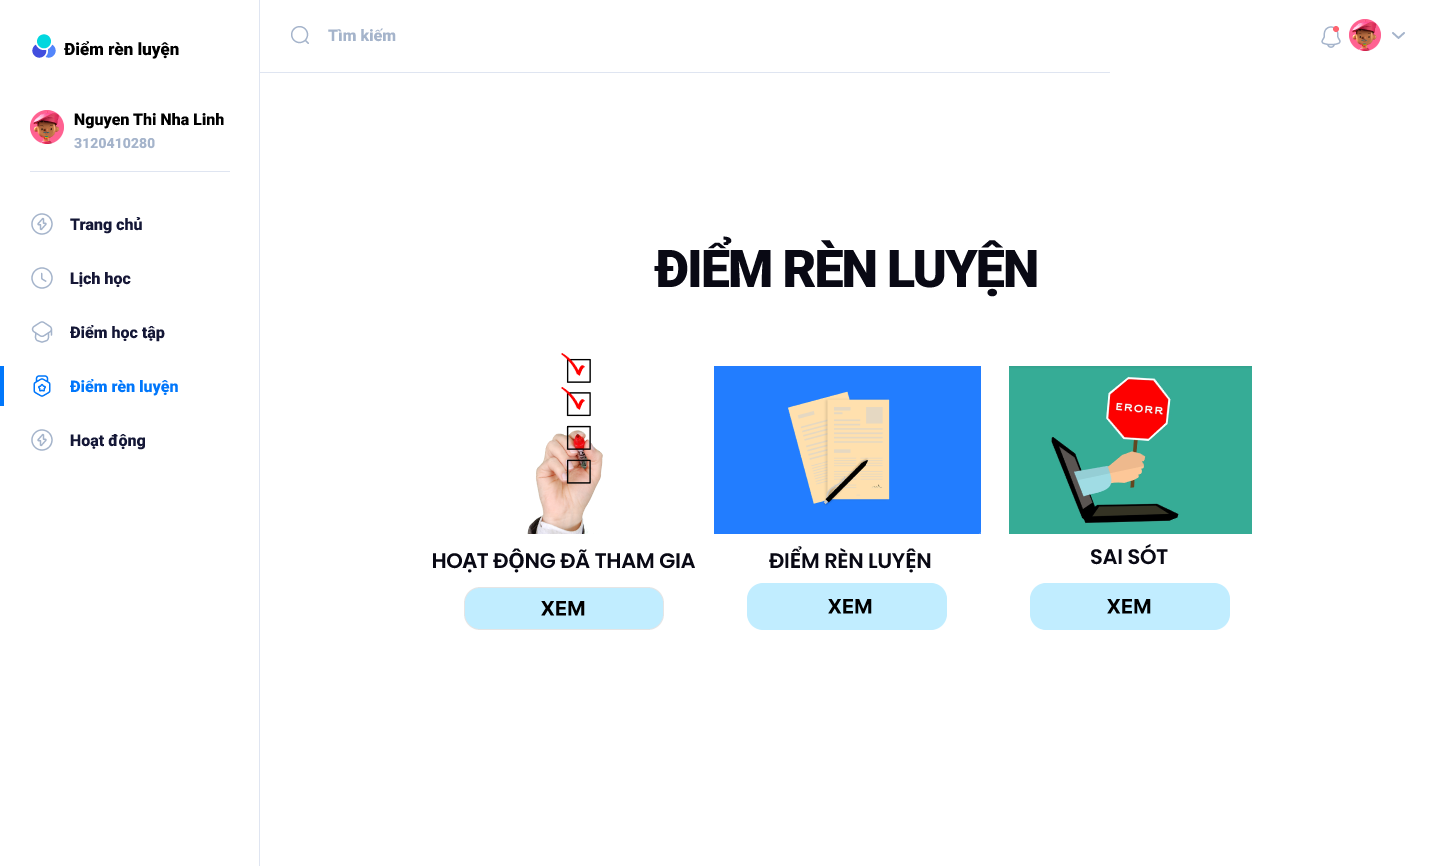 Điểm rèn luyện
Tìm kiếm
Nguyen Thi Nha Linh
3120410280
Trang chủ
Lịch học
Điểm học tập
Điểm rèn luyện
Hoạt động
ĐIỂM RÈN LUYỆN
ERORR
HOẠT ĐỘNG ĐÃ THAM GIA
XEM
ĐIỂM RÈN LUYỆN
XEM
SAI SÓT
XEM